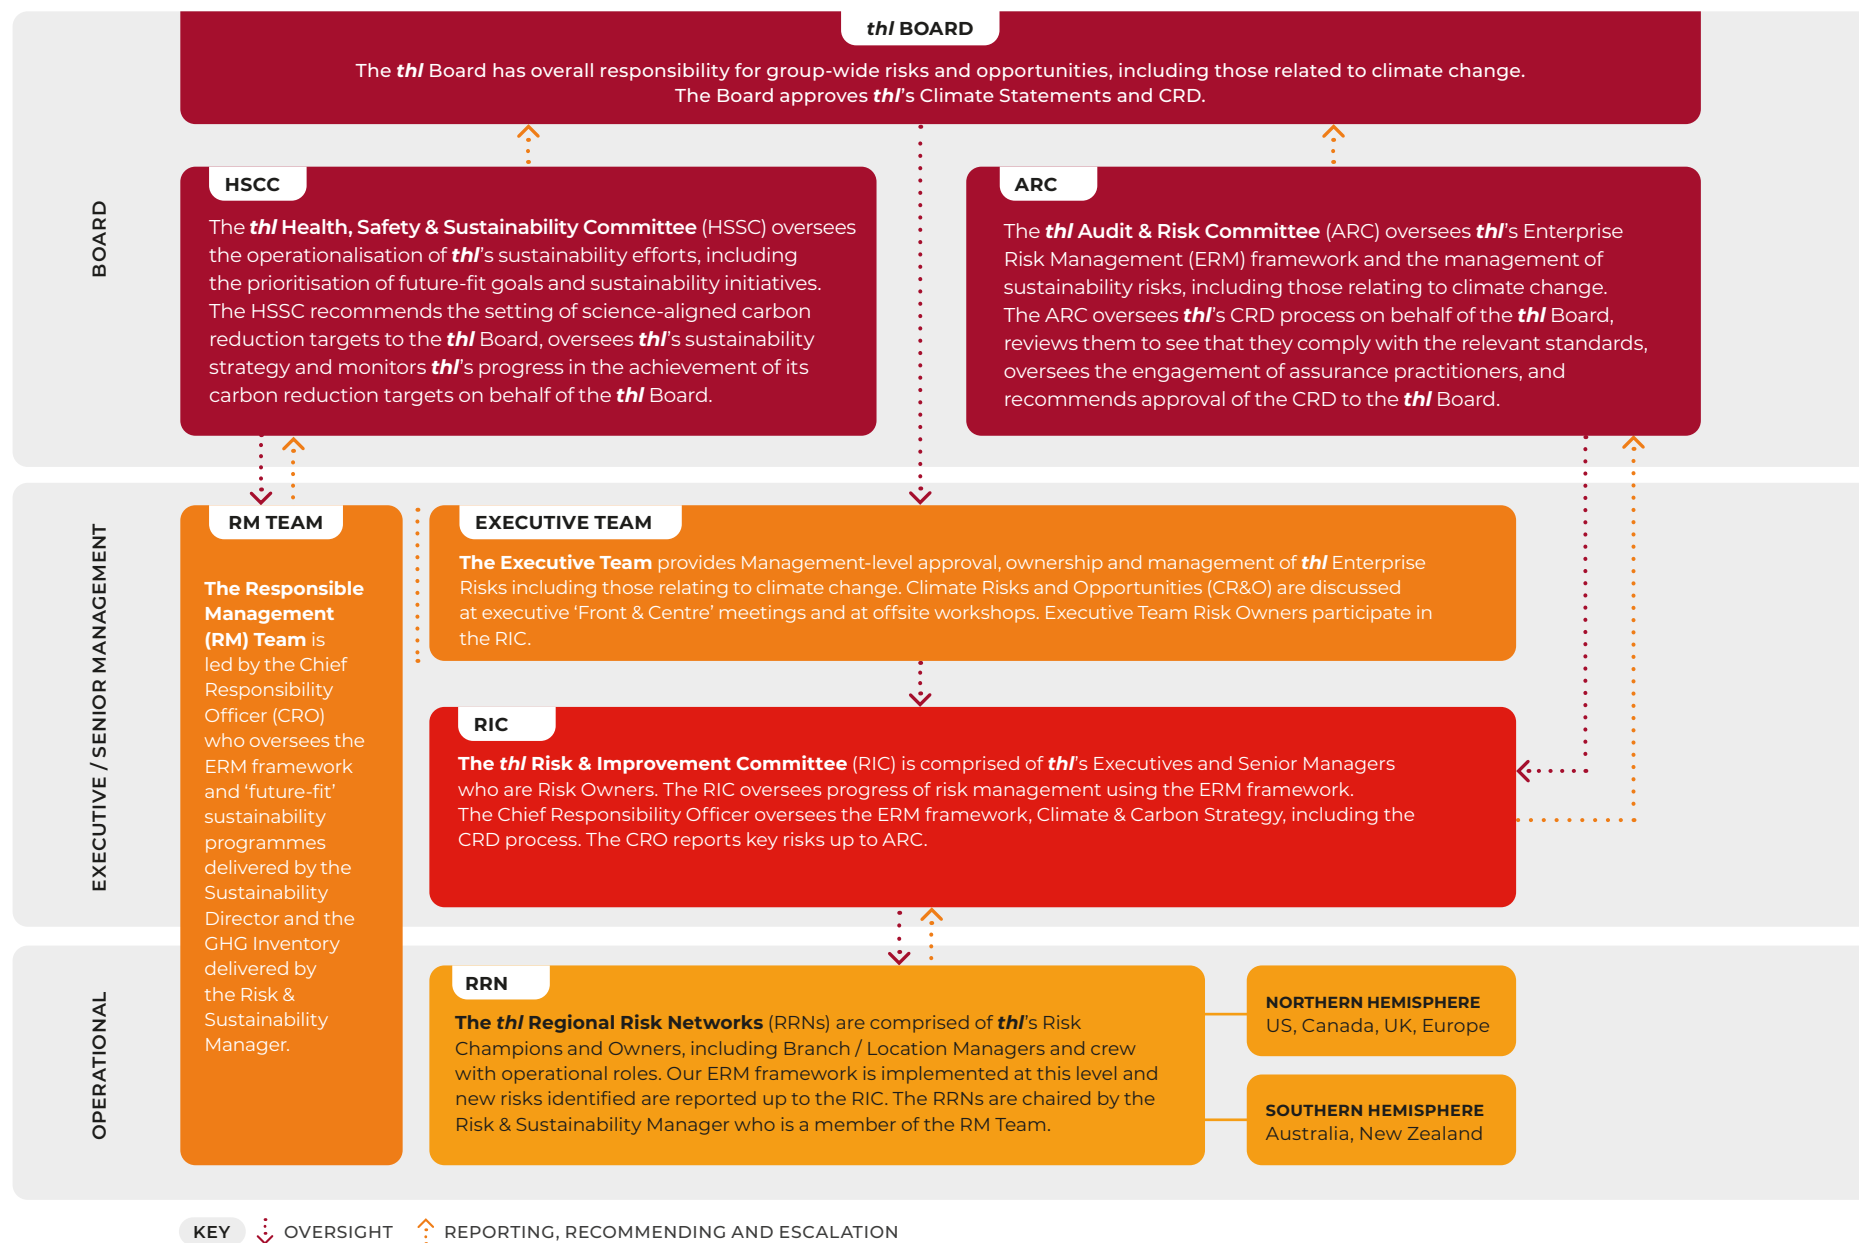 thl BOARD
The thl Board has overall responsibility for group-wide risks and opportunities, including those related to climate change.
The Board approves thl's Climate Statements and CRD.
BOARD
HSCC
The thl Health, Safety & Sustainability Committee (HSSC) oversees
the operationalisation of thl's sustainability efforts, including
the prioritisation of future-fit goals and sustainability initiatives.
The HSSC recommends the setting of science-aligned carbon
reduction targets to the thl Board, oversees thl's sustainability
strategy and monitors thl's progress in the achievement of its
carbon reduction targets on behalf of the thl Board.
ARC
The thl Audit & Risk Committee (ARC) oversees thl's Enterprise
Risk Management (ERM) framework and the management of
sustainability risks, including those relating to climate change.
The ARC oversees thl's CRD process on behalf of the thl Board,
reviews them to see that they comply with the relevant standards,
oversees the engagement of assurance practitioners, and
recommends approval of the CRD to the thl Board.
EXECUTIVE / SENIOR MANAGEMENT
RM TEAM
The Responsible
Management
(RM) Team is
led by the Chief
Responsibility
Officer (CRO)
who oversees the
ERM framework
and 'future-fit'
sustainability
programmes
delivered by the
Sustainability
Director and the
GHG Inventory
delivered by
the Risk &
Sustainability
Manager.
EXECUTIVE TEAM
The Executive Team provides Management-level approval, ownership and management of thl Enterprise
Risks including those relating to climate change. Climate Risks and Opportunities (CR&O) are discussed
at executive 'Front & Centre' meetings and at offsite workshops. Executive Team Risk Owners participate in
the RIC.
RIC
The thl Risk & Improvement Committee (RIC) is comprised of thl's Executives and Senior Managers
who are Risk Owners. The RIC oversees progress of risk management using the ERM framework.
The Chief Responsibility Officer oversees the ERM framework, Climate & Carbon Strategy, including the
CRD process. The CRO reports key risks up to ARC.
OPERATIONAL
RRN
The thl Regional Risk Networks (RRNs) are comprised of thl's Risk
Champions and Owners, including Branch / Location Managers and crew
with operational roles. Our ERM framework is implemented at this level and
new risks identified are reported up to the RIC. The RRNs are chaired by the
Risk & Sustainability Manager who is a member of the RM Team.
NORTHERN HEMISPHERE
US, Canada, UK, Europe
SOUTHERN HEMISPHERE
Australia, New Zealand
KEY OVERSIGHT REPORTING, RECOMMENDING AND ESCALATION